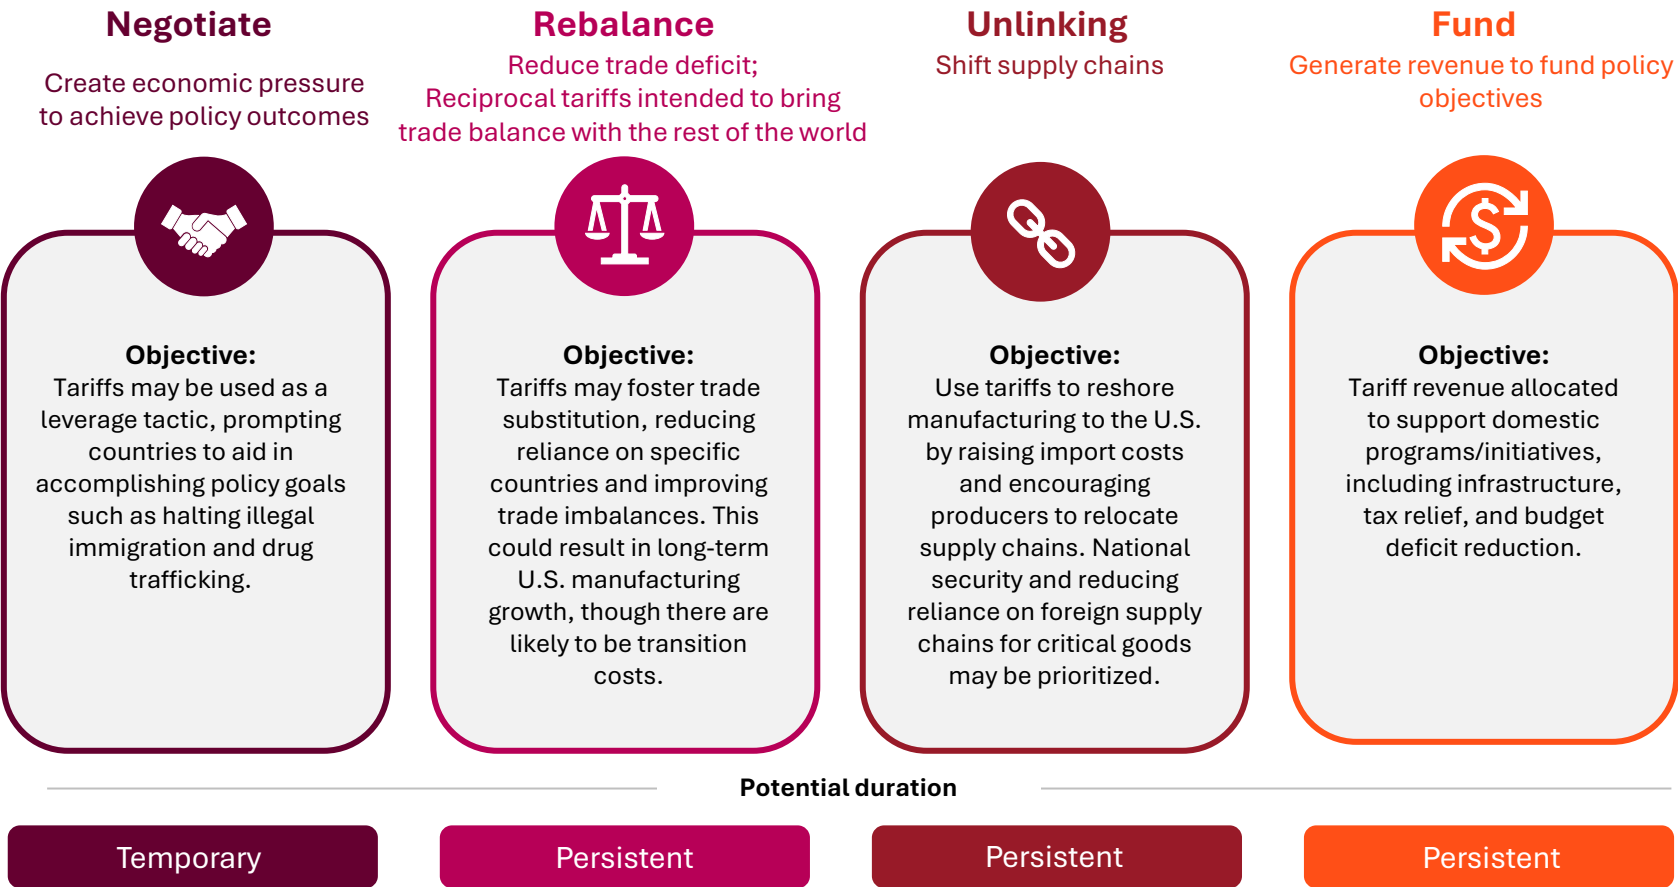 Negotiate
Create economic pressure
to achieve policy outcomes
Objective:
Tariffs may be used as a
leverage tactic, prompting
countries to aid in
accomplishing policy goals
such as halting illegal
immigration and drug
trafficking.
Rebalance
Reduce trade deficit;
Reciprocal tariffs intended to bring
trade balance with the rest of the world
Objective:
Tariffs may foster trade
substitution, reducing
reliance on specific
countries and improving
trade imbalances. This
could result in long-term
U.S. manufacturing
growth, though there are
likely to be transition
costs.
Unlinking
Shift supply chains
Objective:
Use tariffs to reshore
manufacturing to the U.S.
by raising import costs
and encouraging
producers to relocate
supply chains. National
security and reducing
reliance on foreign supply
chains for critical goods
may be prioritized.
Fund
Generate revenue to fund policy
objectives
$
Objective:
Tariff revenue allocated
to support domestic
programs/initiatives,
including infrastructure,
tax relief, and budget
deficit reduction.
Potential duration
Temporary
Persistent
Persistent
Persistent